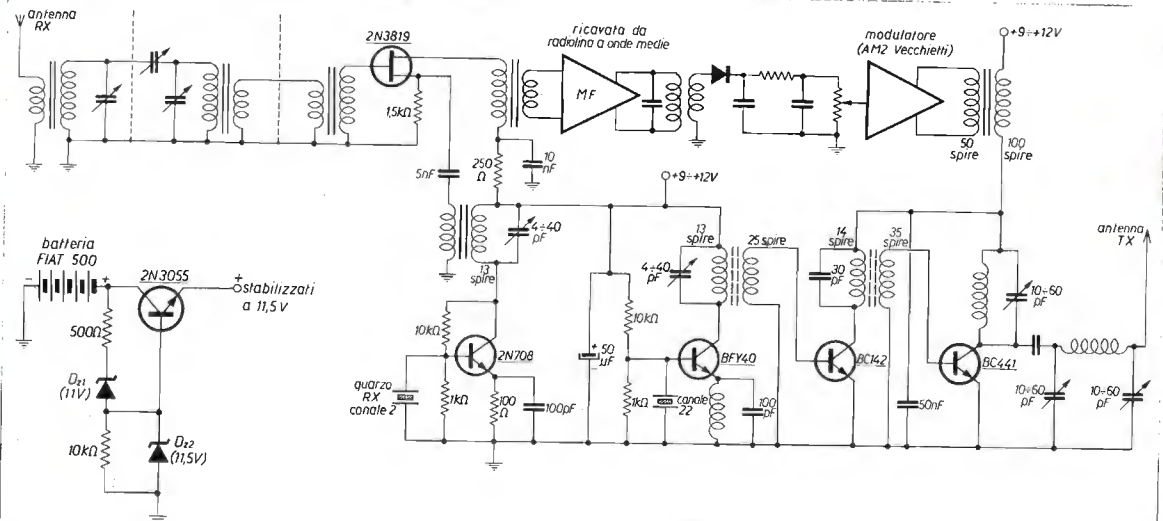 antenna
RX
2N3819
1,5kΩ
5nF
250
Ω
10
nF
ricavata da
radiolina a onde medie
MF
modulatore
(AM2 Vecchietti)
+9÷+12V
50
spire
100
spire
+9÷+12V
4÷40
pF
13
spire
13
spire
25 spire
4÷40
pF
14
spire
35
spire
30
pF
10÷60
pF
antenna
TX
batteria
FIAT 500
-
+
2N3055
+
stabilizzati
a 11,5 V
500Ω
Dz1
(11V)
10kΩ
Dz2
(11,5V)
10kΩ
2N708
quarzo
RX
canale 2
1kΩ
100
Ω
100pF
+ 50
µF
-
10kΩ
1kΩ
BFY40
canale
22
100
pF
BC142
50nF
BC441
10÷60
pF
10÷60
pF